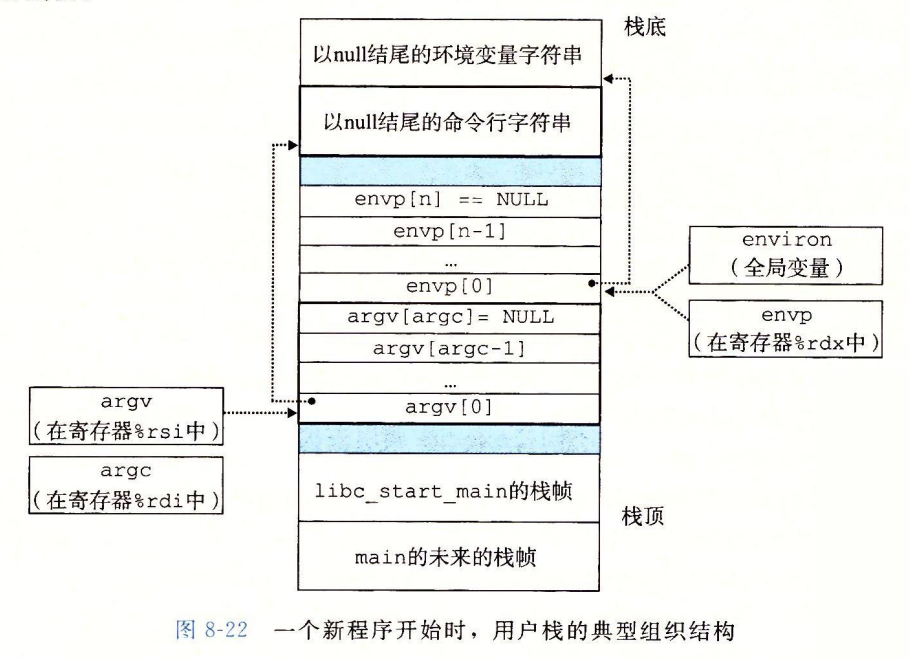 栈底
以null结尾的环境变量字符串
以null结尾的命令行字符串
envp[n] == NULL
envp[n-1]
…
envp[0]
environ
(全局变量)
argv[argc]= NULL
envp
(在寄存器%rdx中)
argv[argc-1]
…
argv[0]
argv
(在寄存器%rsi中)
argc
(在寄存器%rdi中)
libc_start_main的栈帧
栈顶
main的未来的栈帧
图 8-22 一个新程序开始时，用户栈的典型组织结构